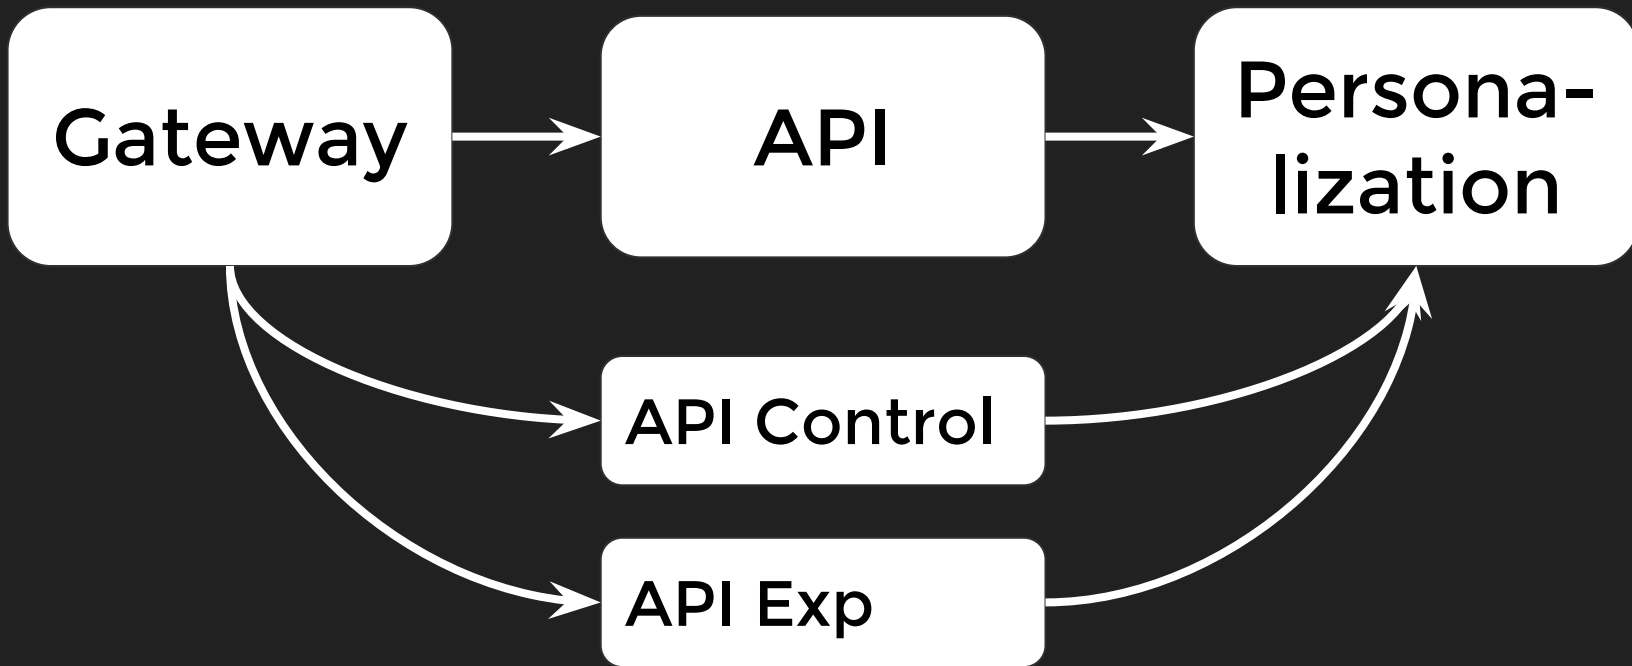 Gateway
API
Persona-
lization
API Control
API Exp